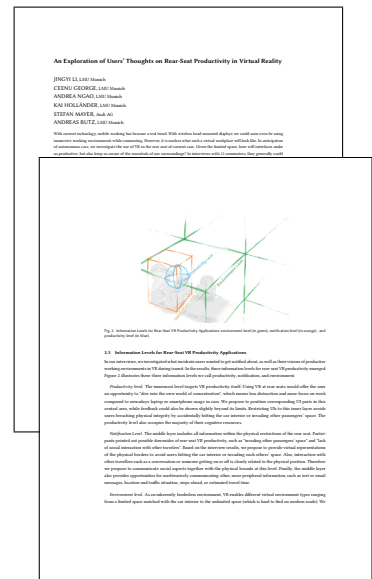 An Exploration of Users' Thoughts on Rear-Seat Productivity in Virtual Reality
JINGYI LI, LMU Munich
CEENU GEORGE, LMU Munich
ANDREA NGAO, LMU Munich
KAI HOLLÄNDER, LMU Munich
STEFAN MAYER, Audi AG
ANDREAS BUTZ, LMU Munich
With current technology, mobile working has become a real trend. With wireless head-mounted displays we could soon even be using
immersive working environments while commuting. However, it is unclear what such a virtual workplace will look like. In anticipation
of autonomous cars, we investigate the use of VR in the rear seat of current cars. Given the limited space, how will interfaces make
us productive, but also keep us aware of the essentials of our surroundings? In interviews with 11 commuters, they generally could
Fig. 2. Information Levels for Rear-Seat VR Productivity Applications: environment level (in green), notification level (in orange), and
productivity level (in blue)
3.3 Information Levels for Rear-Seat VR Productivity Applications
In our interviews, we investigated what incidents users wanted to get notified about, as well as their visions of productive
working environments in VR during transit. In the results, three information levels for rear-seat VR productivity emerged.
Figure 2 illustrates these three information levels we call productivity, notification, and environment.
Productivity level. The innermost level targets VR productivity itself. Using VR at rear seats would offer the users
an opportunity to "dive into the own world of concentration", which means less distraction and more focus on work
compared to nowadays laptop or smartphone usage in cars. We propose to position corresponding UI parts in this
central area, while feedback could also be shown slightly beyond its limits. Restricting UIs to this inner layer avoids
users breaching physical integrity by accidentally hitting the car interior or invading other passengers' space. The
productivity level also occupies the majority of their cognitive resources.
Notification Level. The middle layer includes all information within the physical restrictions of the rear seat. Partici-
pants pointed out possible downsides of rear-seat VR productivity, such as "invading other passengers' space" and "lack
of social interaction with other travelers". Based on the interview results, we propose to provide virtual representations
of the physical borders to avoid users hitting the car interior or invading each others' space. Also, interaction with
other travellers such as a conversation or someone getting on or off is closely related to the physical position. Therefore
we propose to communicate social aspects together with the physical bounds at this level. Finally, the middle layer
also provides opportunities for unobtrusively communicating other, more peripheral information, such as text or email
messages, location and traffic situation, stops ahead, or estimated travel time.
Environment level. As an inherently borderless environment, VR enables different virtual environment types ranging
from a limited space matched with the car interior to the unlimited space (which is hard to find on modern roads). We